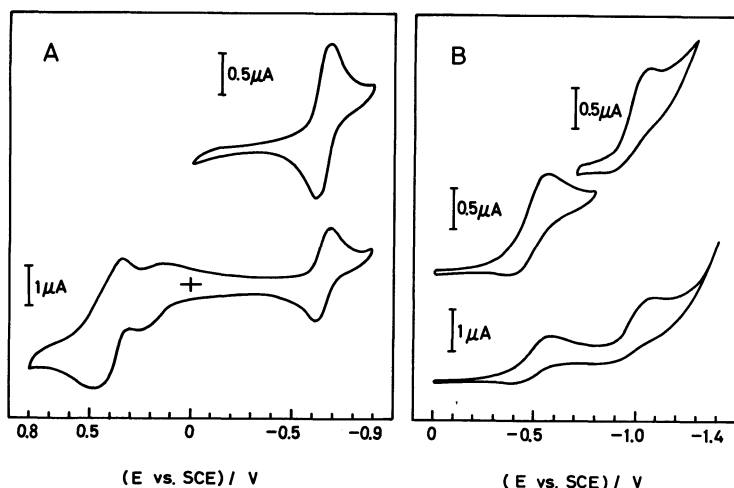 A
0.5μA
1μA
0.8
0.5
0
-0.5
-0.9
(E vs. SCE)/ V
B
0.5μA
0.5μA
1μA
0
-0.5
-1.0
-1.4
(E vs. SCE)/ V